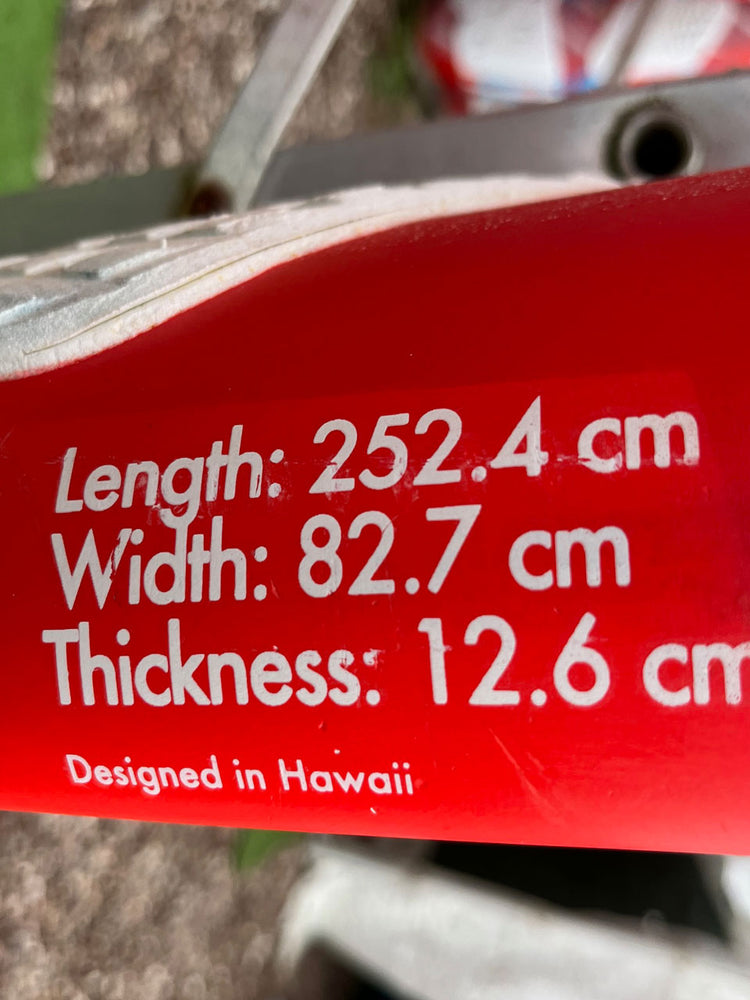 Length: 252.4 cm
Width: 82.7 cm
Thickness: 12.6 cm
Designed in Hawaii